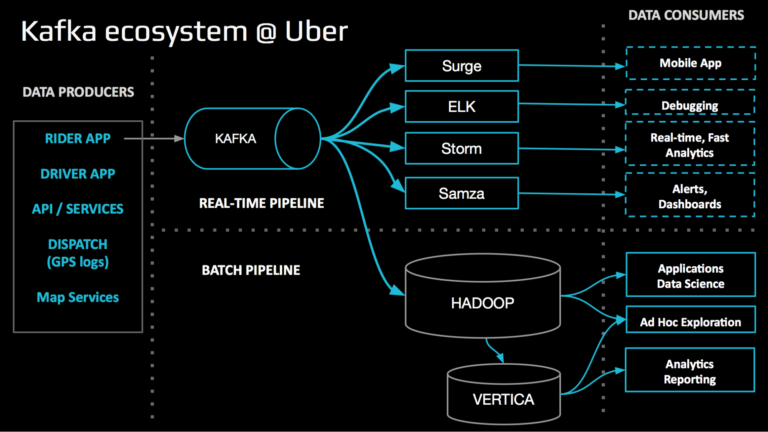 Kafka ecosystem @ Uber
DATA CONSUMERS
DATA PRODUCERS
RIDER APP
DRIVER APP
API / SERVICES
DISPATCH
(GPS logs)
Map Services
KAFKA
REAL-TIME PIPELINE
Surge
ELK
Storm
Samza
Mobile App
Debugging
Real-time, Fast
Analytics
Alerts,
Dashboards
BATCH PIPELINE
HADOOP
VERTICA
Applications
Data Science
Ad Hoc Exploration
Analytics
Reporting